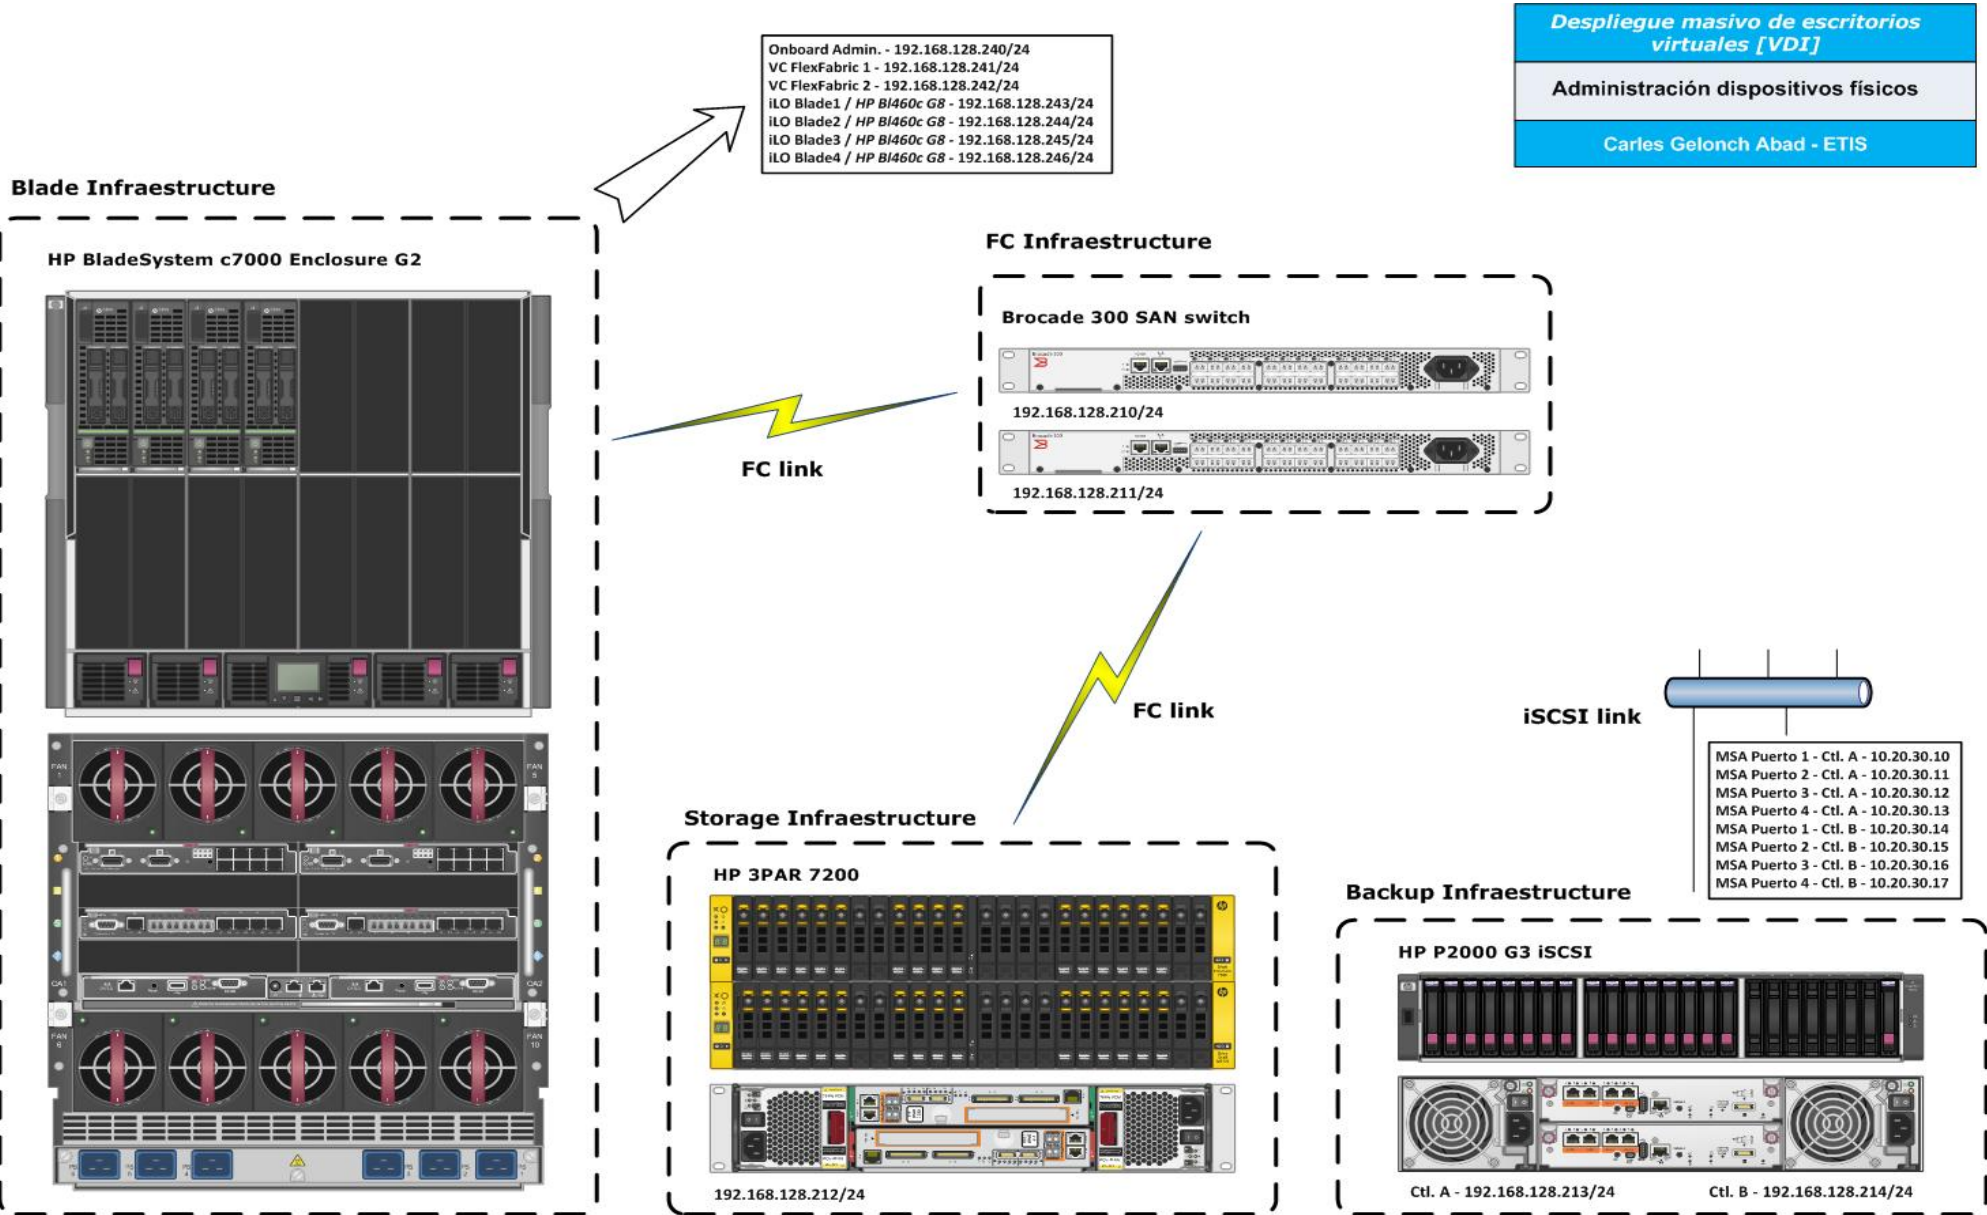 Despliegue masivo de escritorios
virtuales [VDI]
Administración dispositivos físicos
Carles Gelonch Abad - ETIS
Onboard Admin. - 192.168.128.240/24
VC FlexFabric 1 - 192.168.128.241/24
VC FlexFabric 2 - 192.168.128.242/24
iLO Blade1 / HP Bl460c G8 - 192.168.128.243/24
iLO Blade2 / HP Bl460c G8 - 192.168.128.244/24
iLO Blade3 / HP Bl460c G8 - 192.168.128.245/24
iLO Blade4 / HP Bl460c G8 - 192.168.128.246/24
Blade Infraestructure
HP BladeSystem c7000 Enclosure G2
FAN
1
FAN
5
OA1
OA2
FAN
6
FAN
10
FC link
FC Infraestructure
Brocade 300 SAN switch
192.168.128.210/24
192.168.128.211/24
FC link
Storage Infraestructure
HP 3PAR 7200
192.168.128.212/24
iSCSI link
MSA Puerto 1 - Ctl. A - 10.20.30.10
MSA Puerto 2 - Ctl. A - 10.20.30.11
MSA Puerto 3 - Ctl. A - 10.20.30.12
MSA Puerto 4 - Ctl. A - 10.20.30.13
MSA Puerto 1 - Ctl. B - 10.20.30.14
MSA Puerto 2 - Ctl. B - 10.20.30.15
MSA Puerto 3 - Ctl. B - 10.20.30.16
MSA Puerto 4 - Ctl. B - 10.20.30.17
Backup Infraestructure
HP P2000 G3 iSCSI
Ctl. A - 192.168.128.213/24
Ctl. B - 192.168.128.214/24